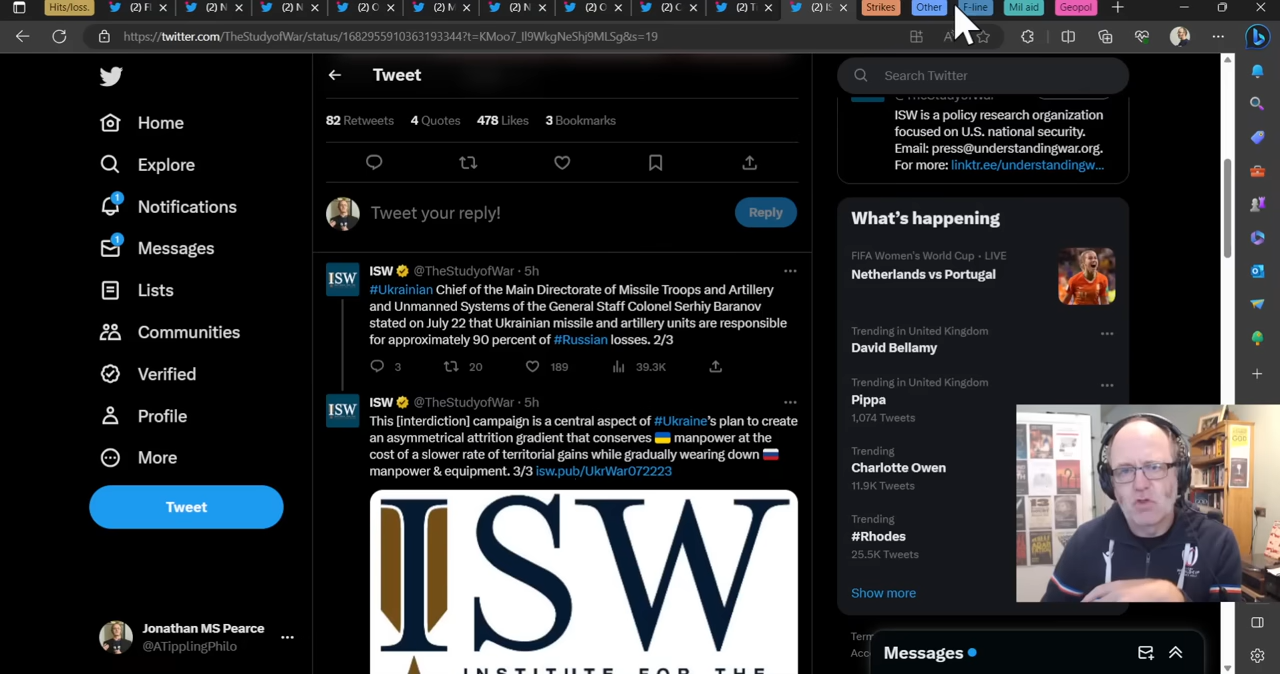 Hits/loss.
Strikes
Other
F-line
Mil aid
Geopol
https://twitter.com/TheStudyofWar/status/1682955910363193344?t=KMoo7_Il9WkgNeShj9MLSg&s=19
Home
Explore
1
Notifications
1
Messages
Lists
Communities
Verified
Profile
More
Tweet
Jonathan MS Pearce
@ATipplingPhilo
Tweet
82 Retweets 4 Quotes 478 Likes 3 Bookmarks
Tweet your reply!
Reply
ISW @TheStudyofWar · 5h
#Ukrainian Chief of the Main Directorate of Missile Troops and Artillery
and Unmanned Systems of the General Staff Colonel Serhiy Baranov
stated on July 22 that Ukrainian missile and artillery units are responsible
for approximately 90 percent of #Russian losses. 2/3
3 20 189 39.3K
ISW @TheStudyofWar · 5h
This [interdiction] campaign is a central aspect of #Ukraine's plan to create
an asymmetrical attrition gradient that conserves 🇺🇦 manpower at the
cost of a slower rate of territorial gains while gradually wearing down 🇷🇺
manpower & equipment. 3/3 isw.pub/UkrWar072223
ISW
INSTITUTE FOR THE
Search Twitter
ISW is a policy research organization
focused on U.S. national security.
Email: press@understandingwar.org.
For more: linktr.ee/understandingw...
What's happening
FIFA Women's World Cup · LIVE
Netherlands vs Portugal
Trending in United Kingdom
David Bellamy
Trending in United Kingdom
Pippa
1,074 Tweets
Trending
Charlotte Owen
11.9K Tweets
Trending
#Rhodes
25.5K Tweets
Show more
Messages